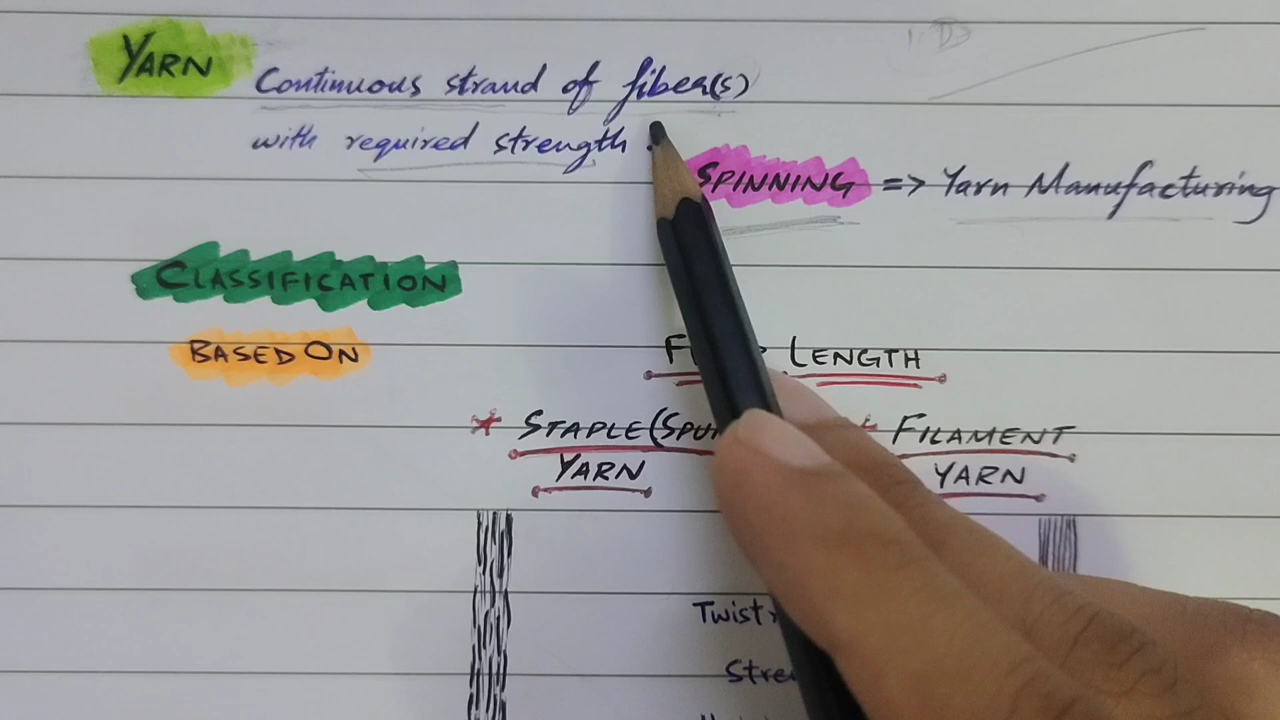 YARN
Continuous strand of fiber(s)
with required strength
SPINNING => Yarn Manufacturing
CLASSIFICATION
BASED ON
LENGTH
* STAPLE
YARN
FILAMENT
YARN